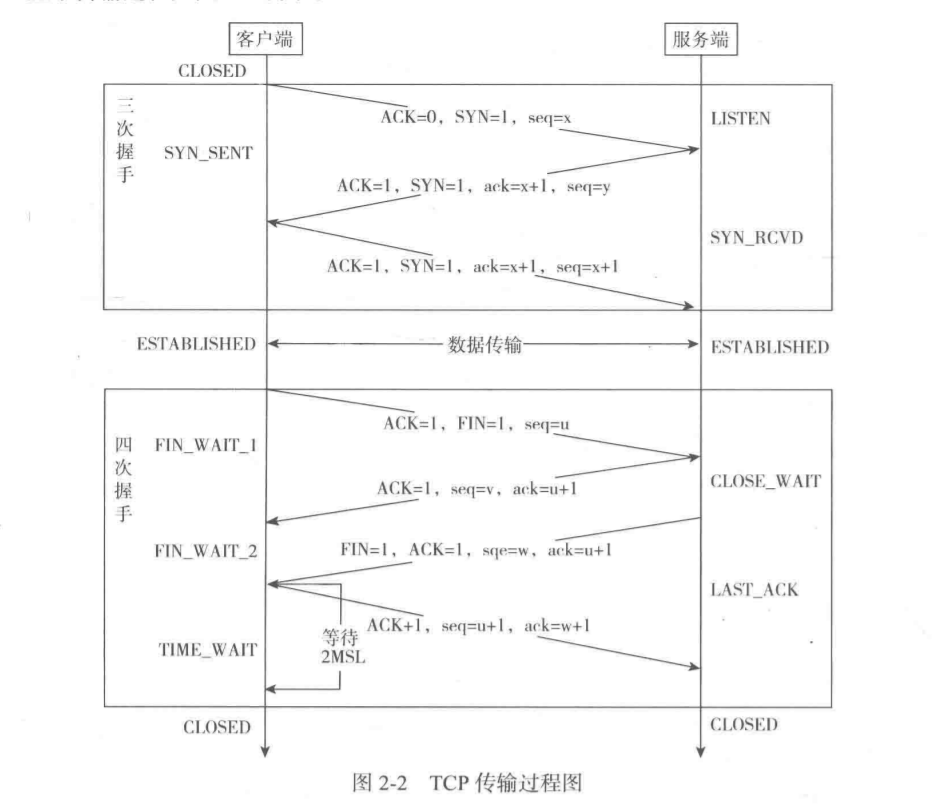 客户端
服务端
CLOSED
三次握手
ACK=0, SYN=1, seq=x
LISTEN
SYN_SENT
ACK=1, SYN=1, ack=x+1, seq=y
SYN_RCVD
ACK=1, SYN=1, ack=x+1, seq=x+1
ESTABLISHED
数据传输
ESTABLISHED
四次握手
ACK=1, FIN=1, seq=u
FIN_WAIT_1
CLOSE_WAIT
ACK=1, seq=v, ack=u+1
FIN_WAIT_2
FIN=1, ACK=1, sqe=w, ack=u+1
LAST_ACK
ACK+1, seq=u+1, ack=w+1
等待
2MSL
TIME_WAIT
CLOSED
CLOSED
图 2-2 TCP 传输过程图